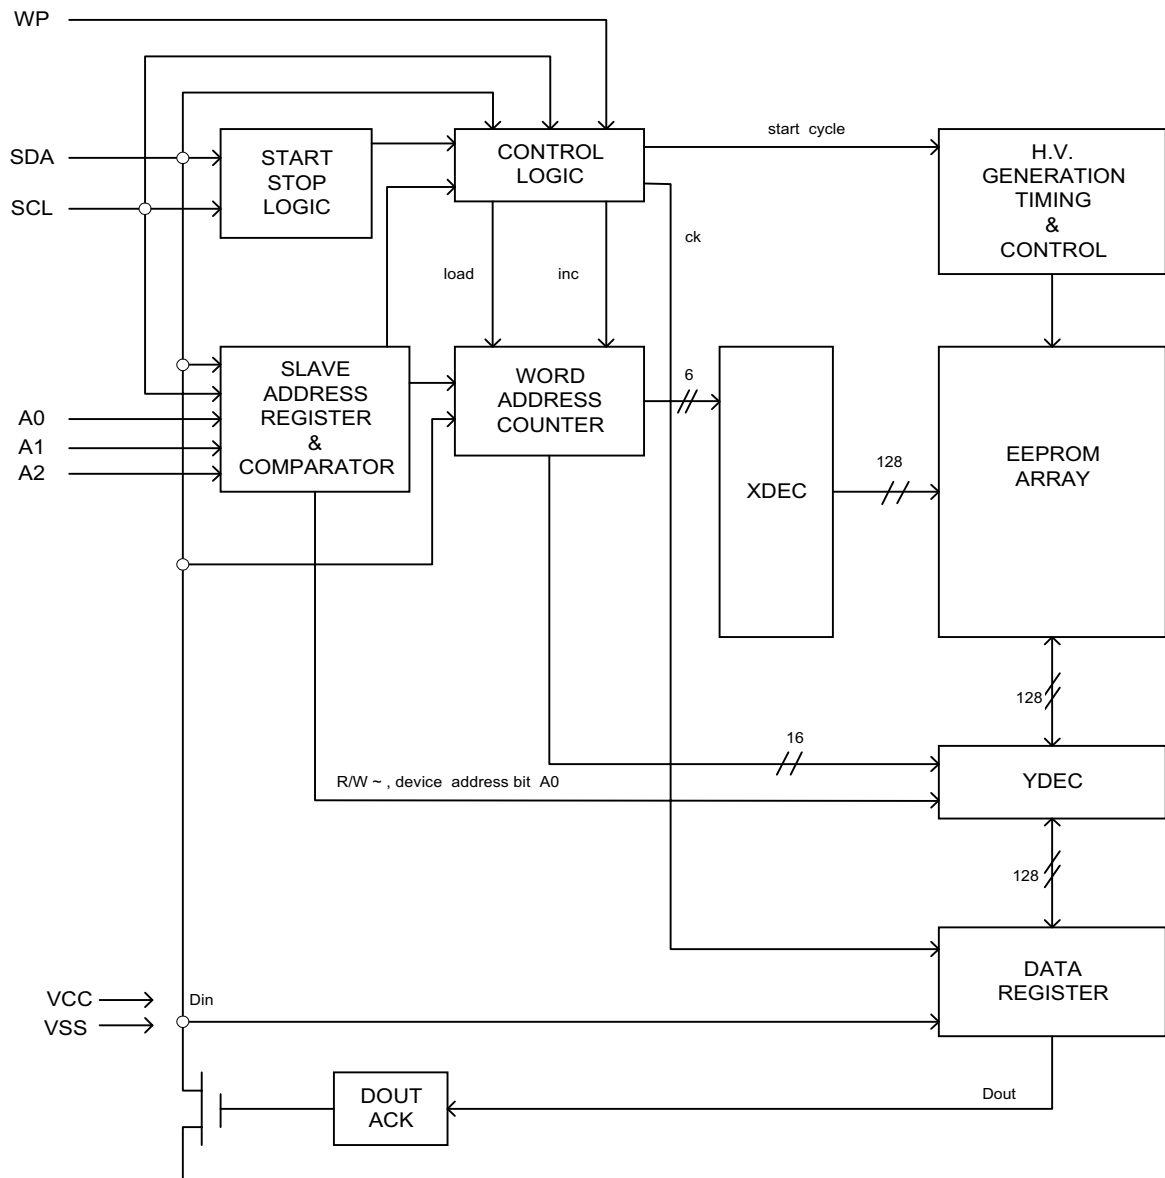 WP
SDA
SCL
START
STOP
LOGIC
CONTROL
LOGIC
start cycle
H.V.
GENERATION
TIMING
&
CONTROL
load
inc
ck
A0
A1
A2
SLAVE
ADDRESS
REGISTER
&
COMPARATOR
WORD
ADDRESS
COUNTER
6
XDEC
128
EEPROM
ARRAY
128
16
R/W ~ , device address bit A0
YDEC
128
VCC
VSS
Din
DATA
REGISTER
DOUT
ACK
Dout